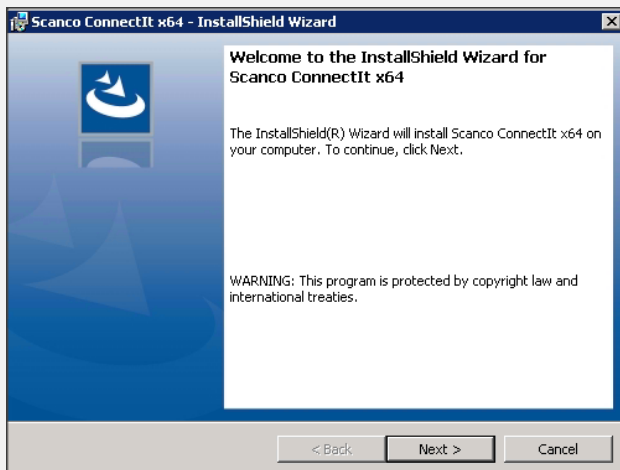 Scanco ConnectIt x64 - InstallShield Wizard
Welcome to the InstallShield Wizard for
Scanco ConnectIt x64
The InstallShield(R) Wizard will install Scanco ConnectIt x64 on
your computer. To continue, click Next.
WARNING: This program is protected by copyright law and
international treaties.
< Back   Next >   Cancel